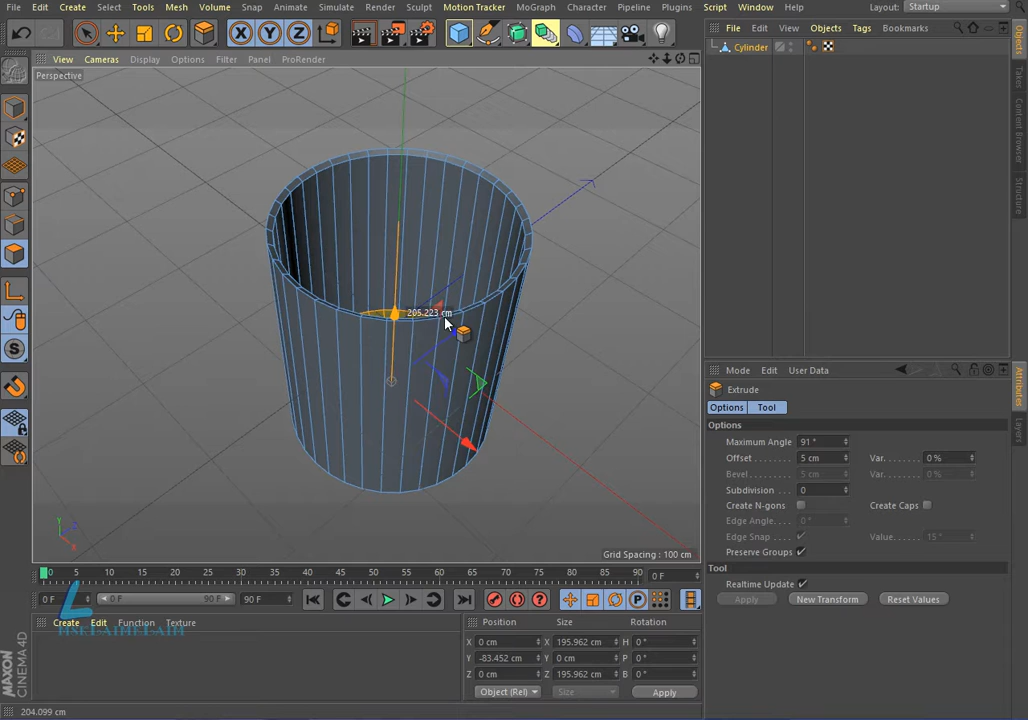 File Edit Create Select Tools Mesh Volume Snap Animate Simulate Render Sculpt Motion Tracker MoGraph Character Pipeline Plugins Script Window Help Layout: Startup
X Y Z
File Edit View Objects Tags Bookmarks
View Cameras Display Options Filter Panel ProRender
Cylinder
Perspective
205.223 cm
Objects
Takes
Content Browser
Structure
Mode Edit User Data
Extrude
Options Tool
Options
Maximum Angle 91 °
Offset 5 cm Var. 0 %
Bevel 5 cm Var. 0 %
Subdivision 0
Create N-gons Create Caps
Edge Angle 0 ° 
Edge Snap Value. 15 °
Preserve Groups
Tool
Realtime Update
Apply New Transform Reset Values
Attributes
Layers
Y
Z
X
Grid Spacing : 100 cm
0 5 10 15 20 25 30 35 40 45 50 55 60 65 70 75 80 85 90 0 F
0 F 0 F 90 F 90 F
Create Edit Function Texture
Position Size Rotation
X 0 cm X 195.962 cm H 0 °
Y -83.452 cm Y 0 cm P 0 °
Z 0 cm Z 195.962 cm B 0 °
Object (Rel) Size Apply
MAXON
CINEMA 4D
204.099 cm